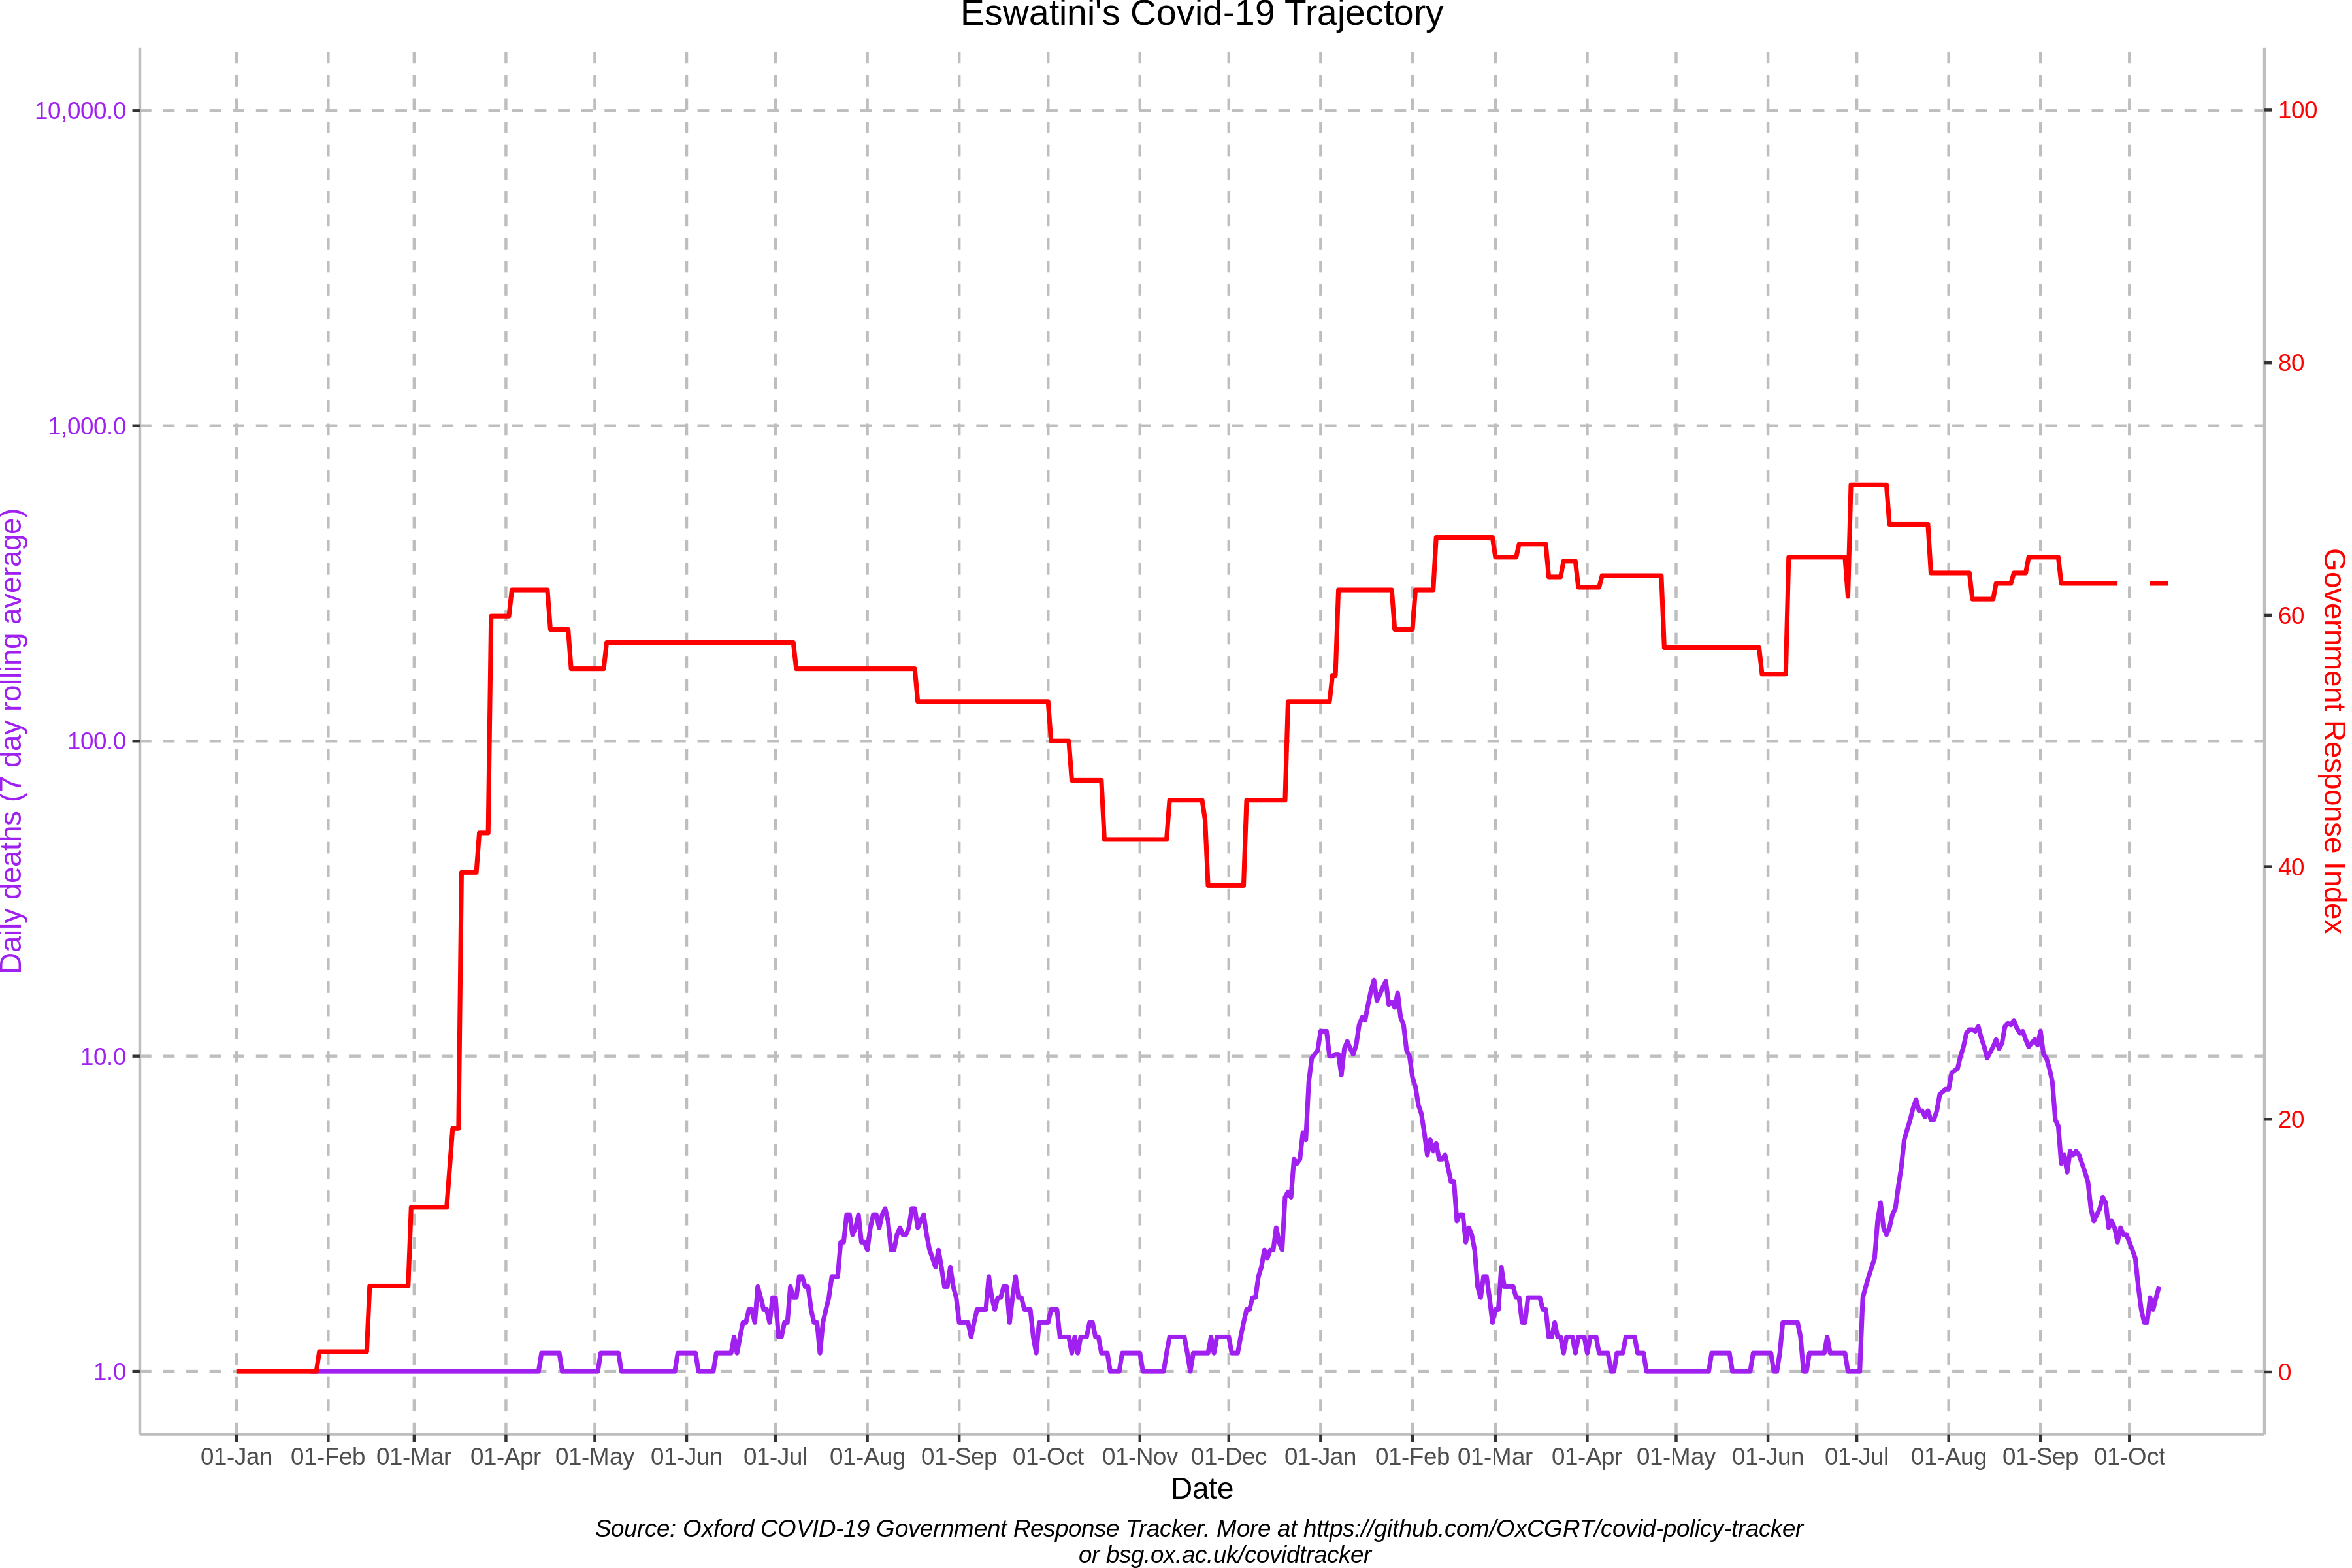 Eswatini's Covid-19 Trajectory
10,000.0
1,000.0
100.0
10.0
1.0
Daily deaths (7 day rolling average)
100
80
60
40
20
0
Government Response Index
01-Jan 01-Feb 01-Mar 01-Apr 01-May 01-Jun 01-Jul 01-Aug 01-Sep 01-Oct 01-Nov 01-Dec 01-Jan 01-Feb 01-Mar 01-Apr 01-May 01-Jun 01-Jul 01-Aug 01-Sep 01-Oct
Date
Source: Oxford COVID-19 Government Response Tracker. More at https://github.com/OxCGRT/covid-policy-tracker
or bsg.ox.ac.uk/covidtracker